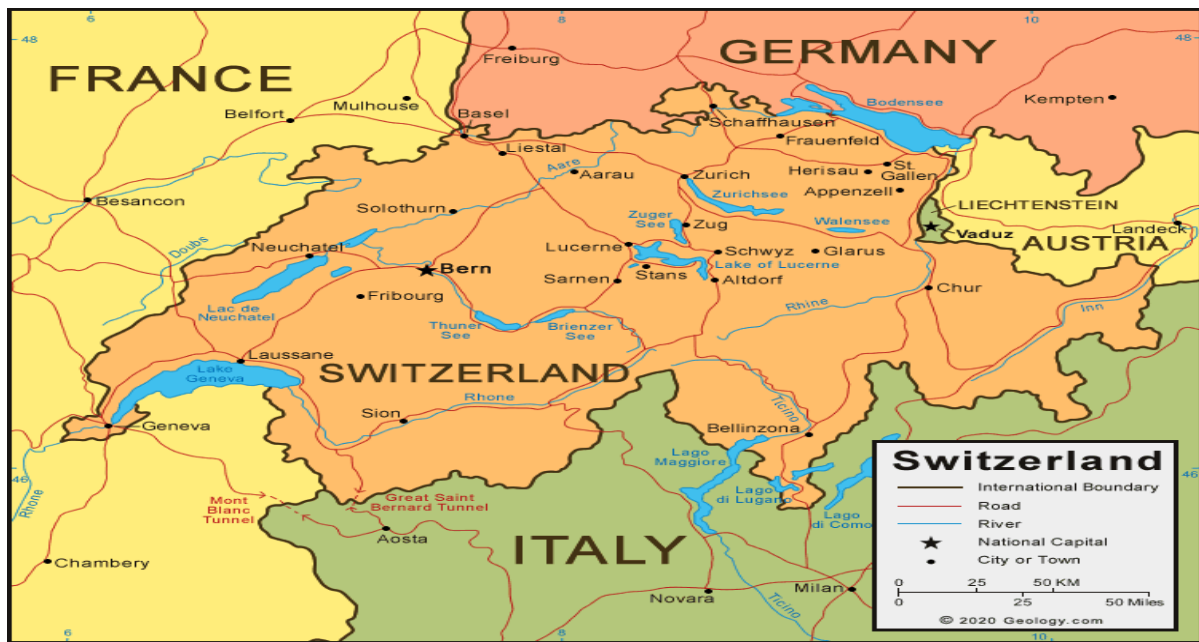 6
8
10
48
48
FRANCE
GERMANY
Freiburg
Mulhouse
Belfort
Basel
Bodensee
Kempten
Schaffhausen
Frauenfeld
Liestal
Aare
Aarau
Zurich
Herisau
St.
Gallen
Appenzell
Zurichsee
Besancon
Solothurn
Zuger
See
Zug
Walensee
LIECHTENSTEIN
Vaduz
Landeck
AUSTRIA
Doubs
Neuchatel
Bern
Lucerne
Schwyz
Glarus
Lake of Lucerne
Stans
Sarnen
Altdorf
Chur
Inn
Rhine
Fribourg
Lac de
Neuchatel
Thuner
See
Brienzer
See
Laussane
Lake
Geneva
SWITZERLAND
Rhone
Sion
Ticino
Geneva
Bellinzona
Lago
Maggiore
Lago
di Lugano
Lago
di Como
46
46
Rhone
Mont
Blanc
Tunnel
Great Saint
Bernard Tunnel
Aosta
ITALY
Chambery
Novara
Milan
Ticino
6
8
10
Switzerland
International Boundary
Road
River
National Capital
City or Town
0 25 50 KM
0 25 50 Miles
© 2020 Geology.com